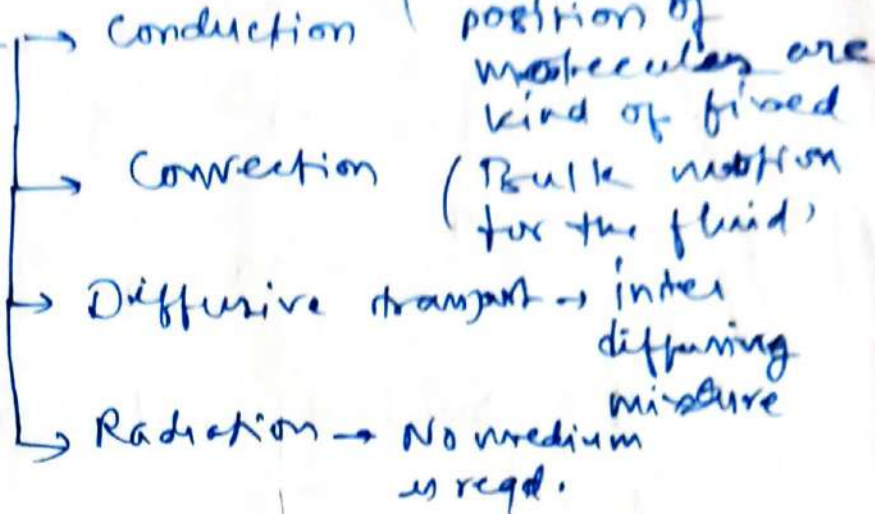 → Conduction ( position of
molecules are
kind of fixed
→ Convection ( Bulk motion
for the fluid)
→ Diffusive transport → inter
diffusing
mixture
→ Radiation → No medium
is reqd.